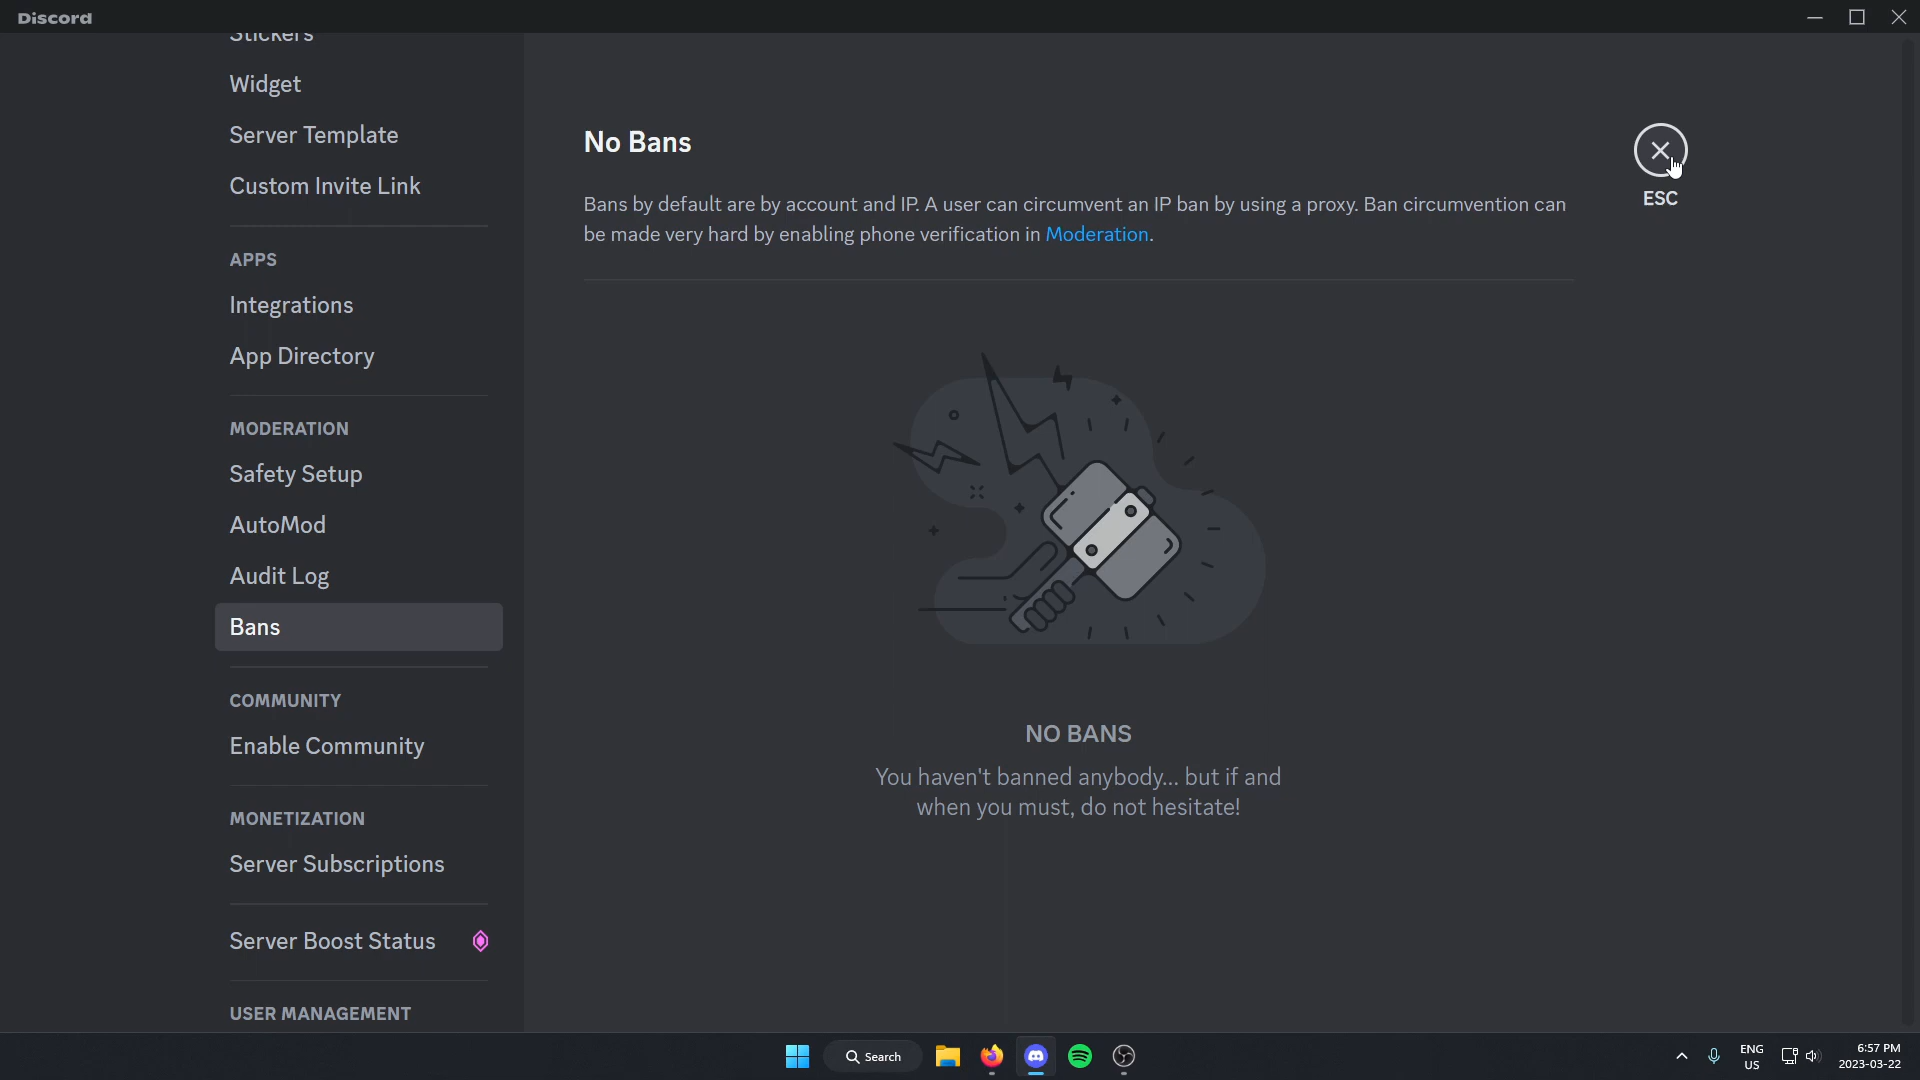 Discord
Stickers
Widget
Server Template
Custom Invite Link
APPS
Integrations
App Directory
MODERATION
Safety Setup
AutoMod
Audit Log
Bans
COMMUNITY
Enable Community
MONETIZATION
Server Subscriptions
Server Boost Status
USER MANAGEMENT
No Bans
Bans by default are by account and IP. A user can circumvent an IP ban by using a proxy. Ban circumvention can
be made very hard by enabling phone verification in Moderation.
ESC
NO BANS
You haven't banned anybody... but if and
when you must, do not hesitate!
Search
ENG
US
6:57 PM
2023-03-22